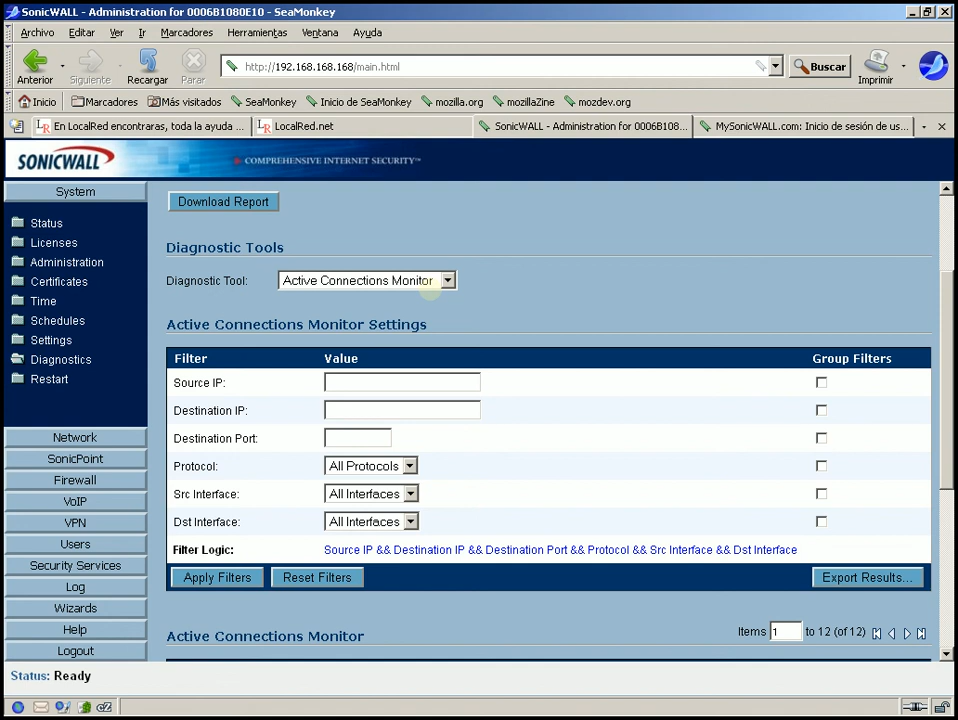 SonicWALL - Administration for 0006B1080E10 - SeaMonkey
Archivo Editar Ver Ir Marcadores Herramientas Ventana Ayuda
Anterior Siguiente Recargar Parar http://192.168.168.168/main.html Buscar Imprimir
Inicio Marcadores Más visitados SeaMonkey Inicio de SeaMonkey mozilla.org mozillaZine mozdev.org
LR En LocalRed encontraras, toda la ayuda ... LR LocalRed.net SonicWALL - Administration for 0006B108... MySonicWALL.com: Inicio de sesión de us...
SONICWALL COMPREHENSIVE INTERNET SECURITY™
System
Status
Licenses
Administration
Certificates
Time
Schedules
Settings
Diagnostics
Restart
Network
SonicPoint
Firewall
VoIP
VPN
Users
Security Services
Log
Wizards
Help
Logout
Download Report
Diagnostic Tools
Diagnostic Tool: Active Connections Monitor
Active Connections Monitor Settings
Filter Value Group Filters
Source IP:
Destination IP:
Destination Port:
Protocol: All Protocols
Src Interface: All Interfaces
Dst Interface: All Interfaces
Filter Logic: Source IP && Destination IP && Destination Port && Protocol && Src Interface && Dst Interface
Apply Filters Reset Filters Export Results...
Active Connections Monitor Items 1 to 12 (of 12)
Status: Ready